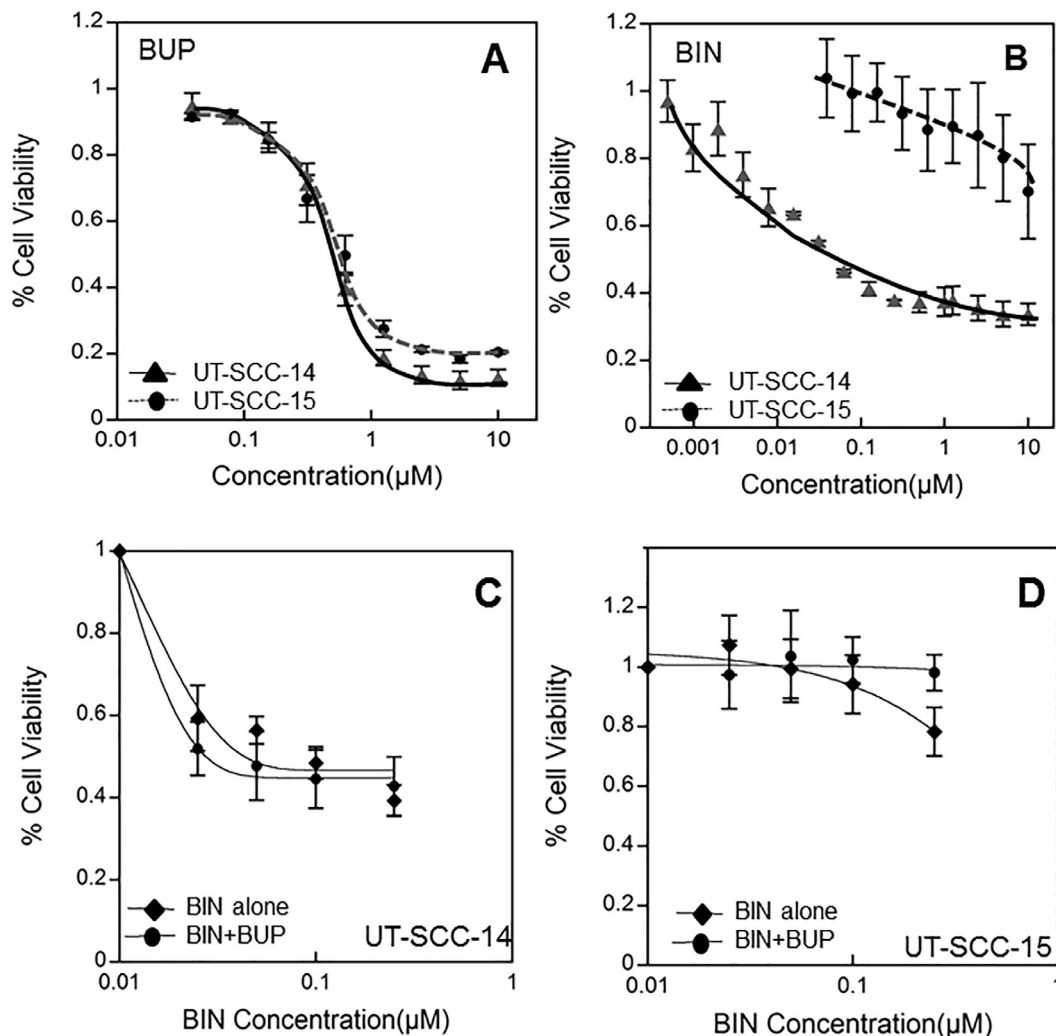 BUP
A
% Cell Viability
1.2
1
0.8
0.6
0.4
0.2
0
UT-SCC-14
UT-SCC-15
0.01
0.1
1
10
Concentration(µM)
BIN
B
% Cell Viability
1.2
1
0.8
0.6
0.4
0.2
0
UT-SCC-14
UT-SCC-15
0.001
0.01
0.1
1
10
Concentration(µM)
C
% Cell Viability
1
0.8
0.6
0.4
0.2
0
BIN alone
BIN+BUP
UT-SCC-14
0.01
0.1
1
BIN Concentration(µM)
D
% Cell Viability
1.2
1
0.8
0.6
0.4
0.2
0
BIN alone
BIN+BUP
UT-SCC-15
0.01
0.1
1
BIN Concentration(µM)